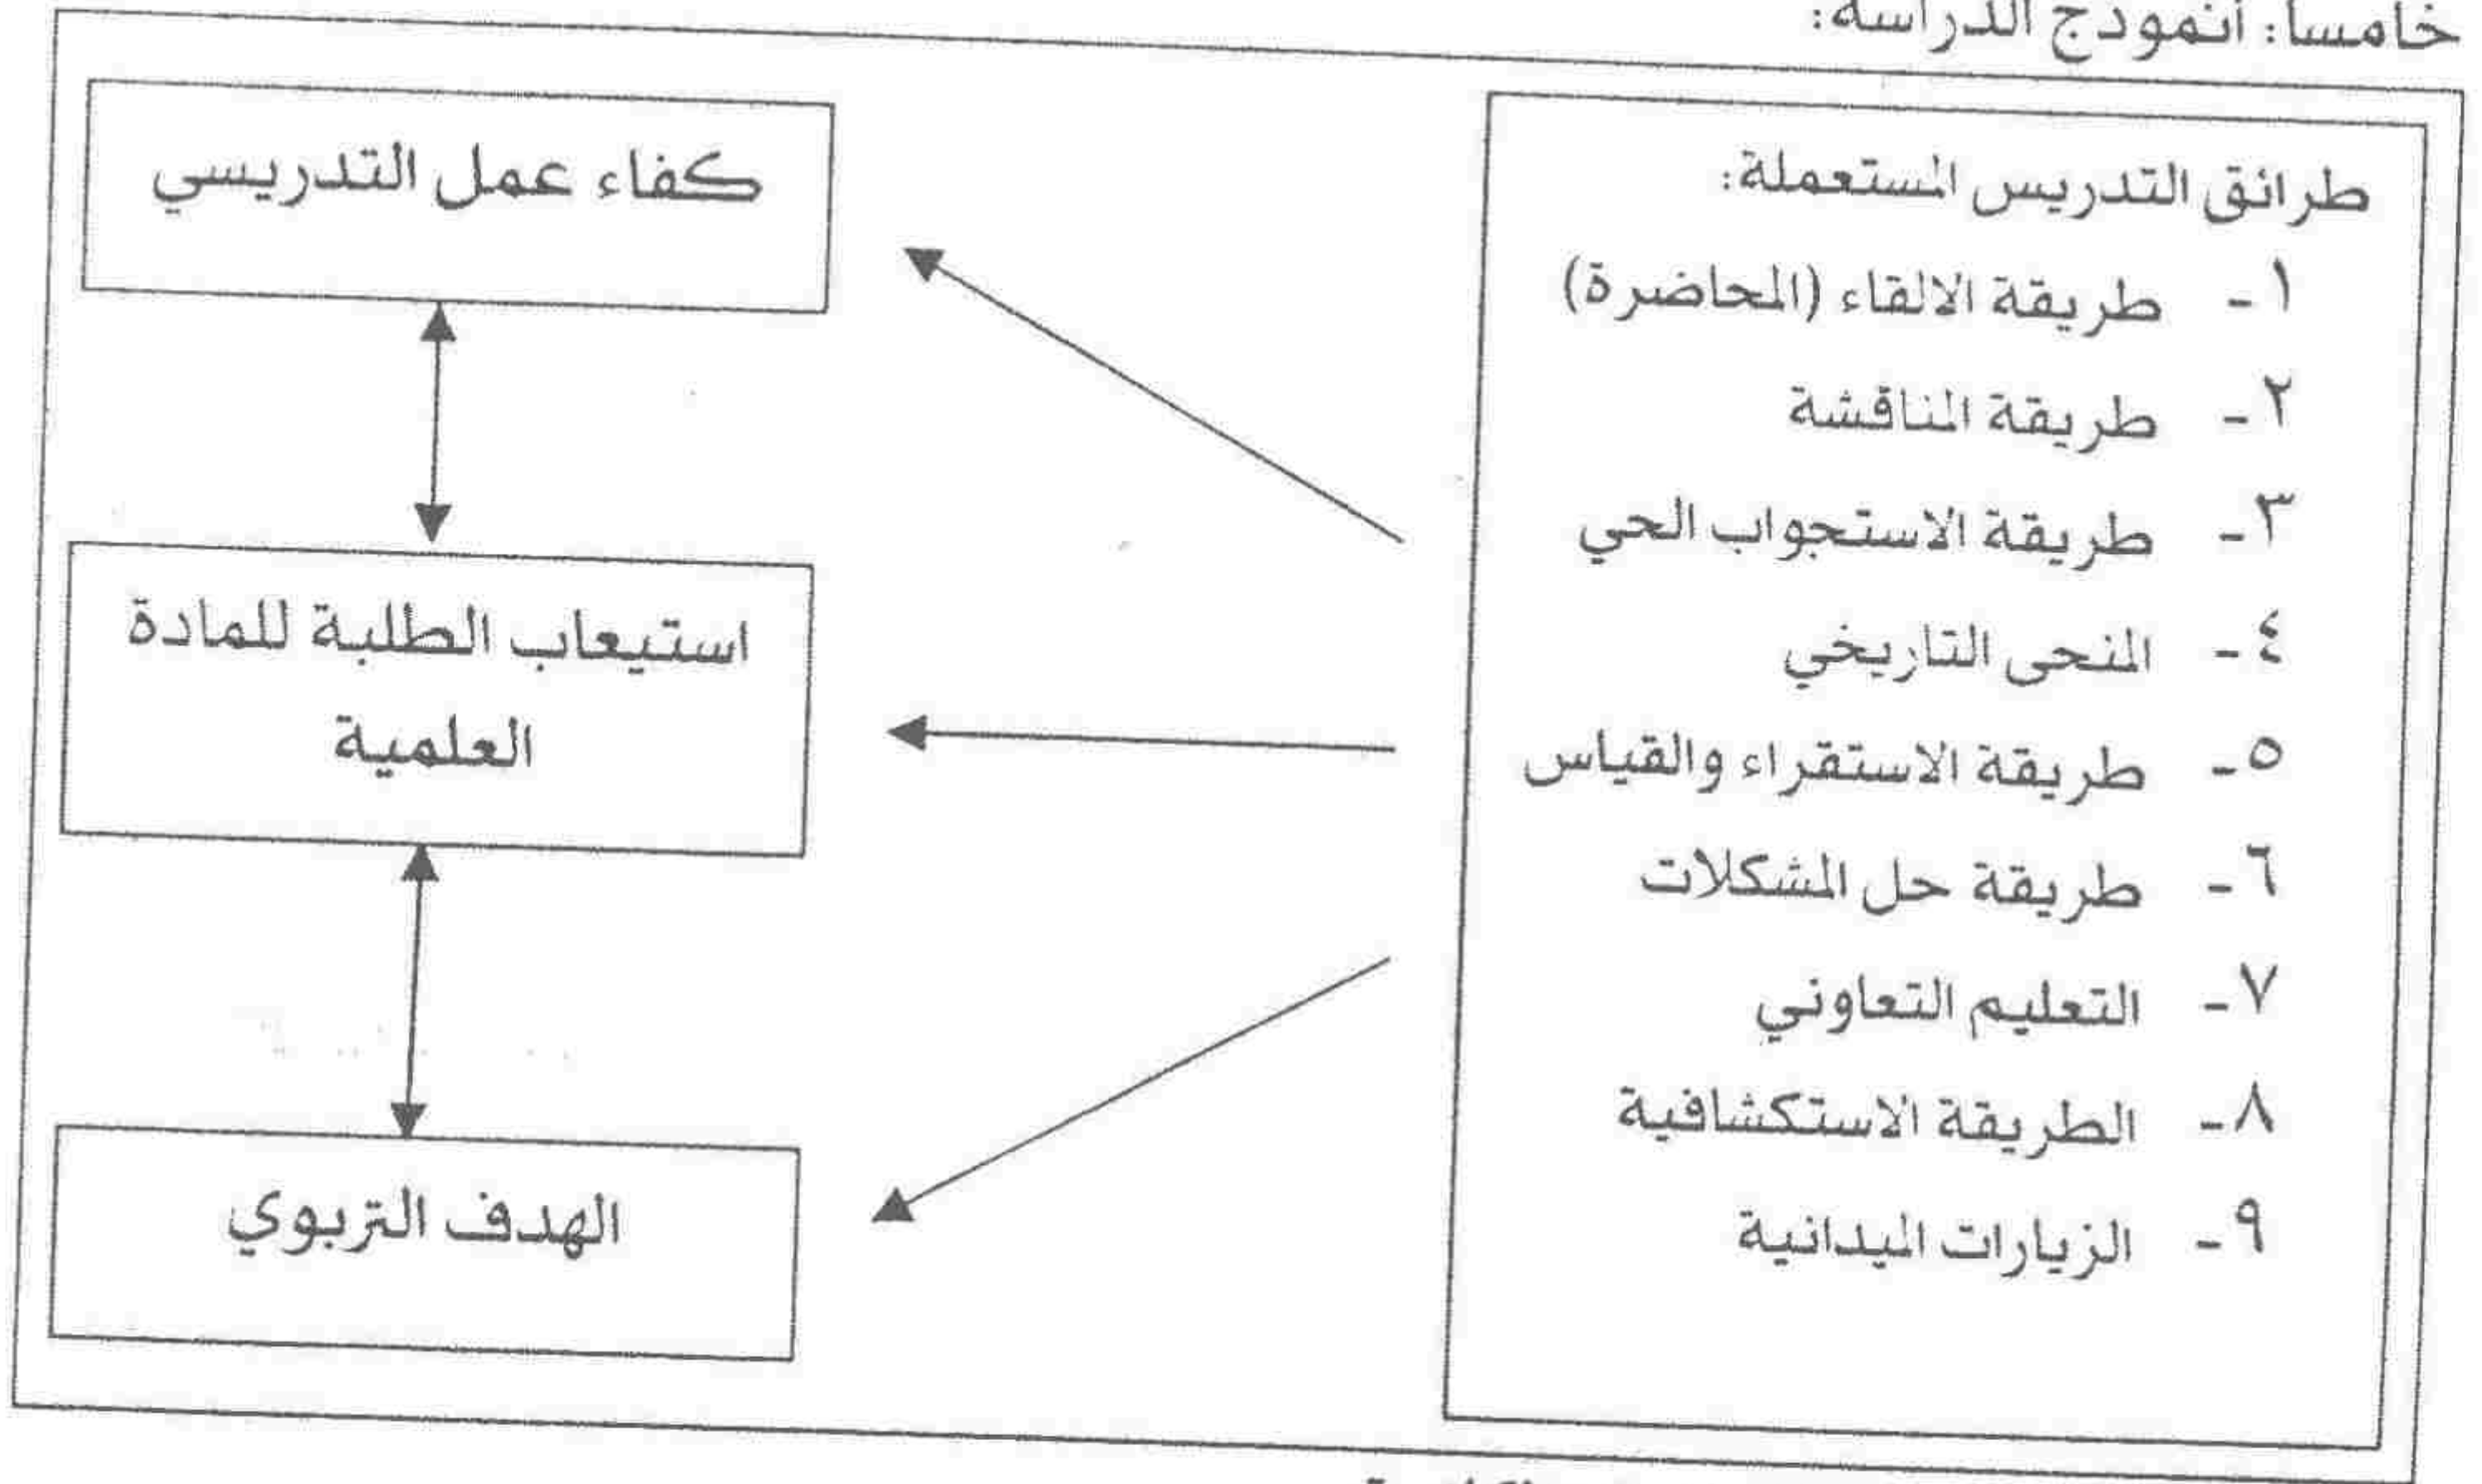 خامسا: أنموذج الدراسة:
طرائق التدريس المستعملة:
١- طريقة الالقاء (المحاضرة)
٢- طريقة المناقشة
٣- طريقة الاستجواب الحي
٤- المنحى التاريخي
٥- طريقة الاستقراء والقياس
٦- طريقة حل المشكلات
٧- التعليم التعاوني
٨- الطريقة الاستكشافية
٩- الزيارات الميدانية
كفاء عمل التدريسي
استيعاب الطلبة للمادة
العلمية
الهدف التربوي